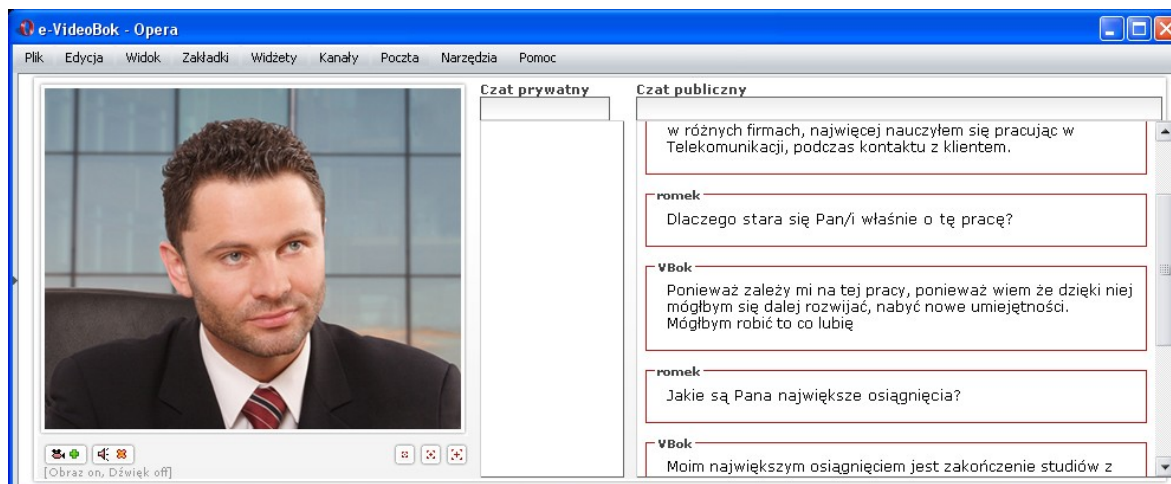 e-VideoBok - Opera
Plik Edycja Widok Zakładki Widżety Kanały Poczta Narzędzia Pomoc
[Obraz on, Dźwięk off]
Czat prywatny
Czat publiczny
w różnych firmach, najwięcej nauczyłem się pracując w
Telekomunikacji, podczas kontaktu z klientem.
romek
Dlaczego stara się Pan/i właśnie o tę pracę?
VBok
Ponieważ zależy mi na tej pracy, ponieważ wiem że dzięki niej
mógłbym się dalej rozwijać, nabyć nowe umiejętności.
Mógłbym robić to co lubię
romek
Jakie są Pana największe osiągnięcia?
VBok
Moim największym osiągnięciem jest zakończenie studiów z